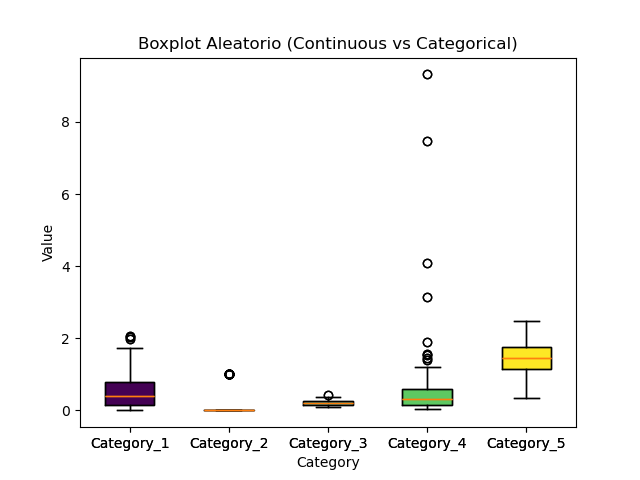 Boxplot Aleatorio (Continuous vs Categorical)
Value
8
6
4
2
0
Category_1 Category_2 Category_3 Category_4 Category_5
Category